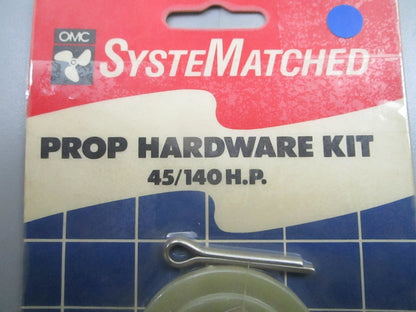 OMC
SYSTEMATCHED
PROP HARDWARE KIT
45/140 H.P.